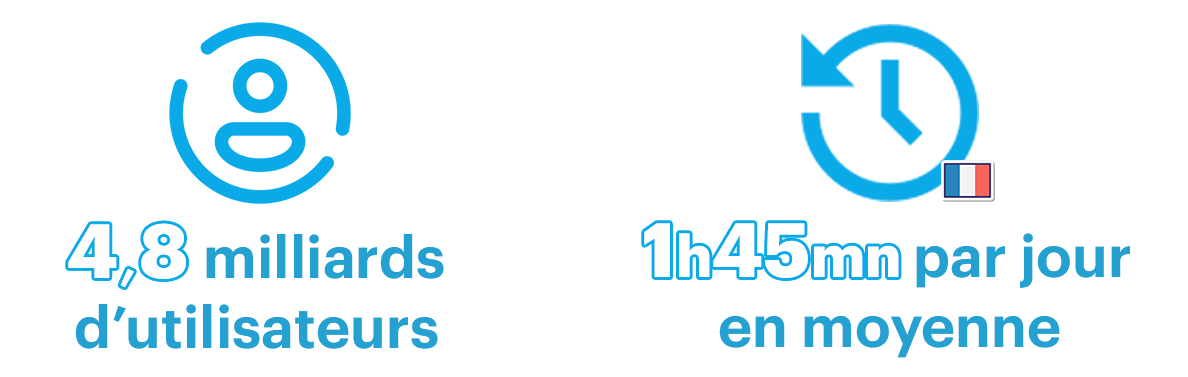 4,8 milliards
d’utilisateurs
1h45mn par jour
en moyenne